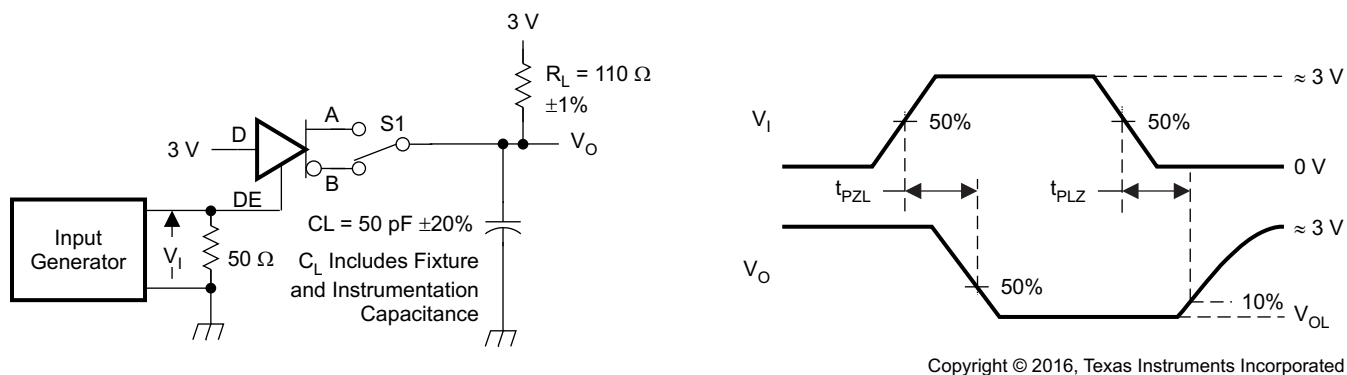 3 V
R_L = 110 Ω
±1%
A
S1
D
3 V
V_O
B
DE
Input
Generator
V_I
50 Ω
CL = 50 pF ±20%
C_L Includes Fixture
and Instrumentation
Capacitance
≈ 3 V
V_I
50%
50%
0 V
t_PZL
t_PLZ
≈ 3 V
V_O
50%
10%
V_OL
Copyright © 2016, Texas Instruments Incorporated